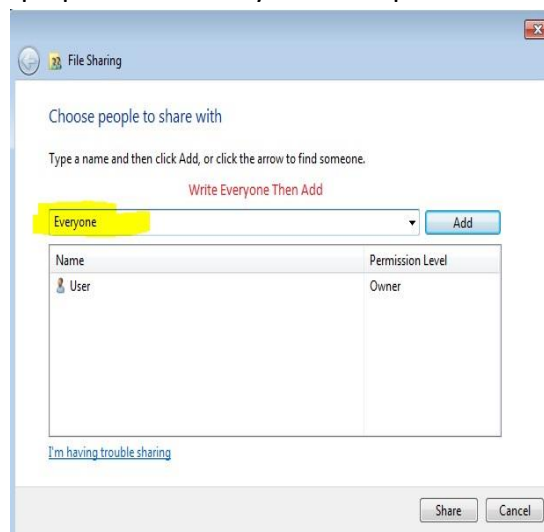 File Sharing
Choose people to share with
Type a name and then click Add, or click the arrow to find someone.
Write Everyone Then Add
Everyone
Add
Name Permission Level
User Owner
I'm having trouble sharing
Share Cancel